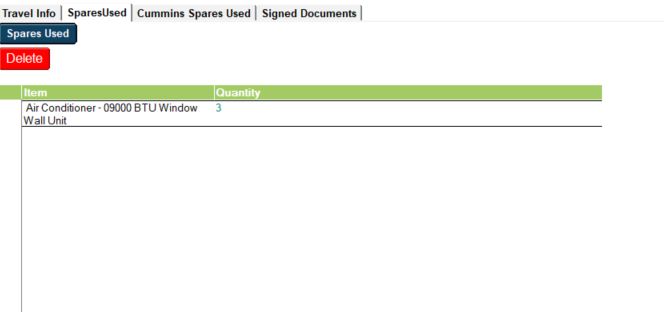 Travel Info | SparesUsed | Cummins Spares Used | Signed Documents |
Spares Used
Delete
Item Quantity
Air Conditioner - 09000 BTU Window 3
Wall Unit